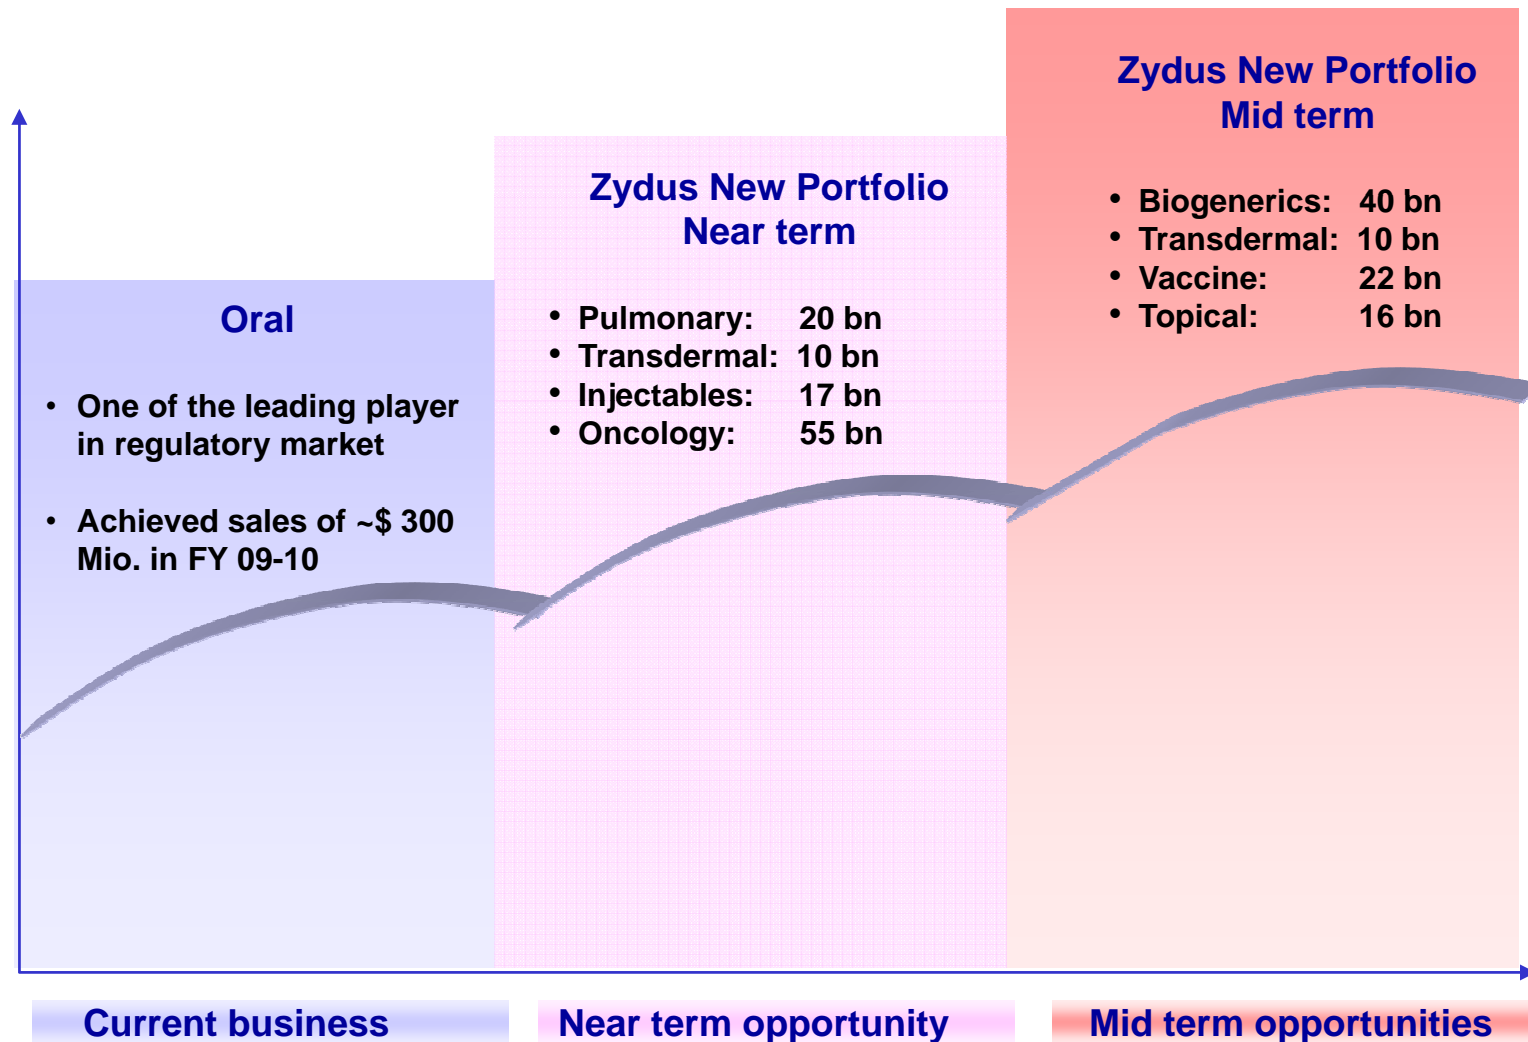 Zydus New Portfolio
Mid term
• Biogenerics: 40 bn
• Transdermal: 10 bn
• Vaccine: 22 bn
• Topical: 16 bn
Zydus New Portfolio
Near term
• Pulmonary: 20 bn
• Transdermal: 10 bn
• Injectables: 17 bn
• Oncology: 55 bn
Oral
• One of the leading player
in regulatory market
• Achieved sales of ~$ 300
Mio. in FY 09-10
Current business
Near term opportunity
Mid term opportunities